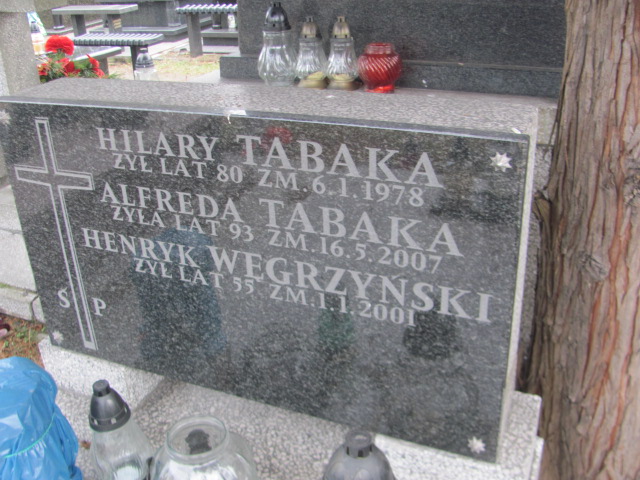 HILARY TABAKA
ŻYŁ LAT 80 ZM.6.1.1978
ALFREDA TABAKA
ŻYŁA LAT 93 ZM.16.5.2007
HENRYK WĘGRZYŃSKI
ŻYŁ LAT 55 ZM.1.1.2001
Ś P